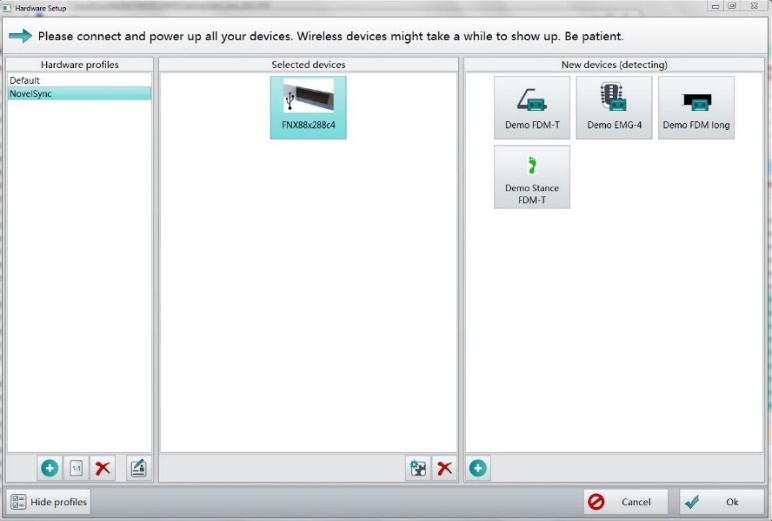 Hardware Setup
Please connect and power up all your devices. Wireless devices might take a while to show up. Be patient.
Hardware profiles
Default
NovelSync
Selected devices
FNX88x288c4
New devices (detecting)
Demo FDM-T
Demo EMG-4
Demo FDM long
Demo Stance
FDM-T
1:1
Hide profiles
Cancel
Ok